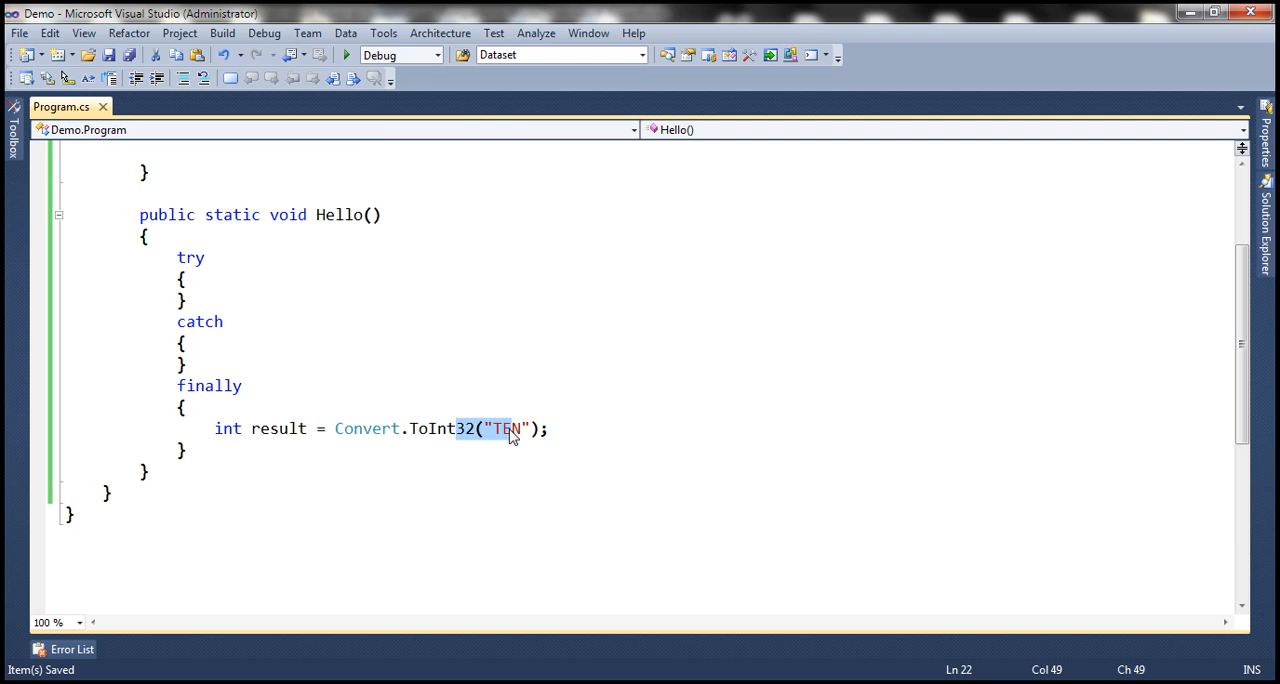 Demo - Microsoft Visual Studio (Administrator)
File Edit View Refactor Project Build Debug Team Data Tools Architecture Test Analyze Window Help
Debug Dataset
Program.cs
Demo.Program Hello()
Toolbox
Properties
Solution Explorer
}
public static void Hello()
{
try
{
}
catch
{
}
finally
{
int result = Convert.ToInt32("TEN");
}
}
}
}
100 %
Error List
Item(s) Saved Ln 22 Col 49 Ch 49 INS